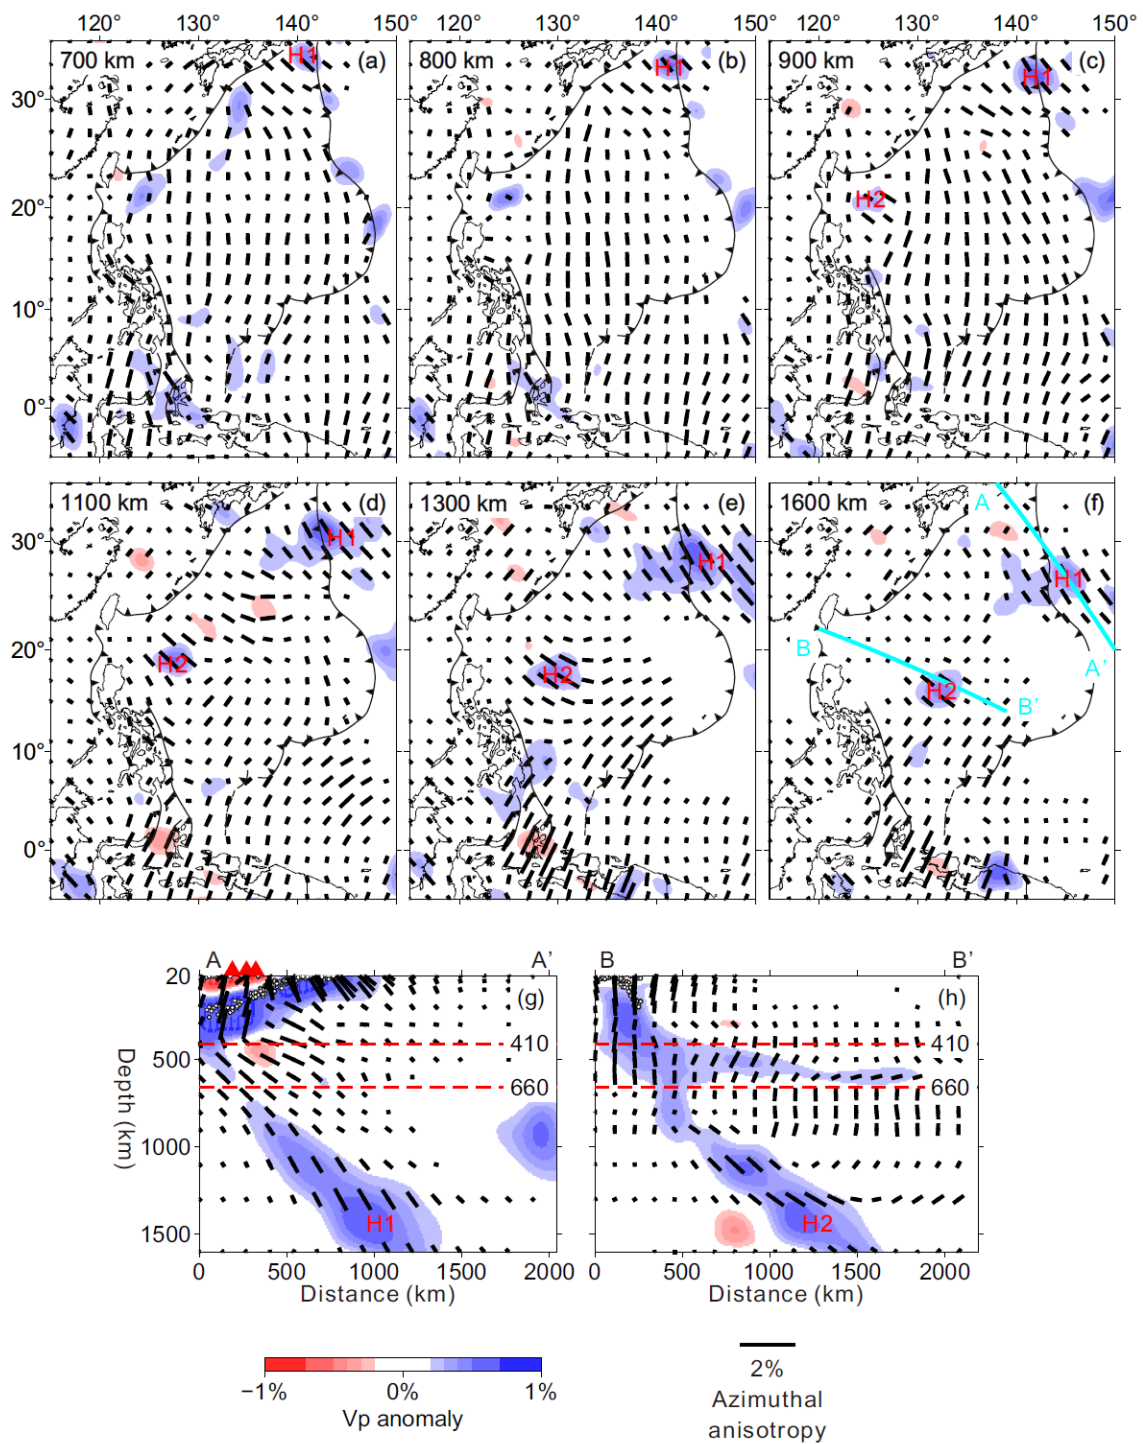 120° 130° 140° 150° 120° 130° 140° 150° 120° 130° 140° 150°
700 km H1 (a) 800 km H1 (b) 900 km H1 (c)
30°
H2
20°
10°
0°
1100 km H1 (d) 1300 km H1 (e) 1600 km A H1 (f)
30°
20°
H2 H2 B H2 B' A'
10°
0°
A A' B B'
20 (g) (h)
410 410
500
660 660
1000
H1 H2
1500
0 500 1000 1500 2000 0 500 1000 1500 2000
Distance (km) Distance (km)
Depth (km)
−1% 0% 1%
Vp anomaly
2%
Azimuthal
anisotropy